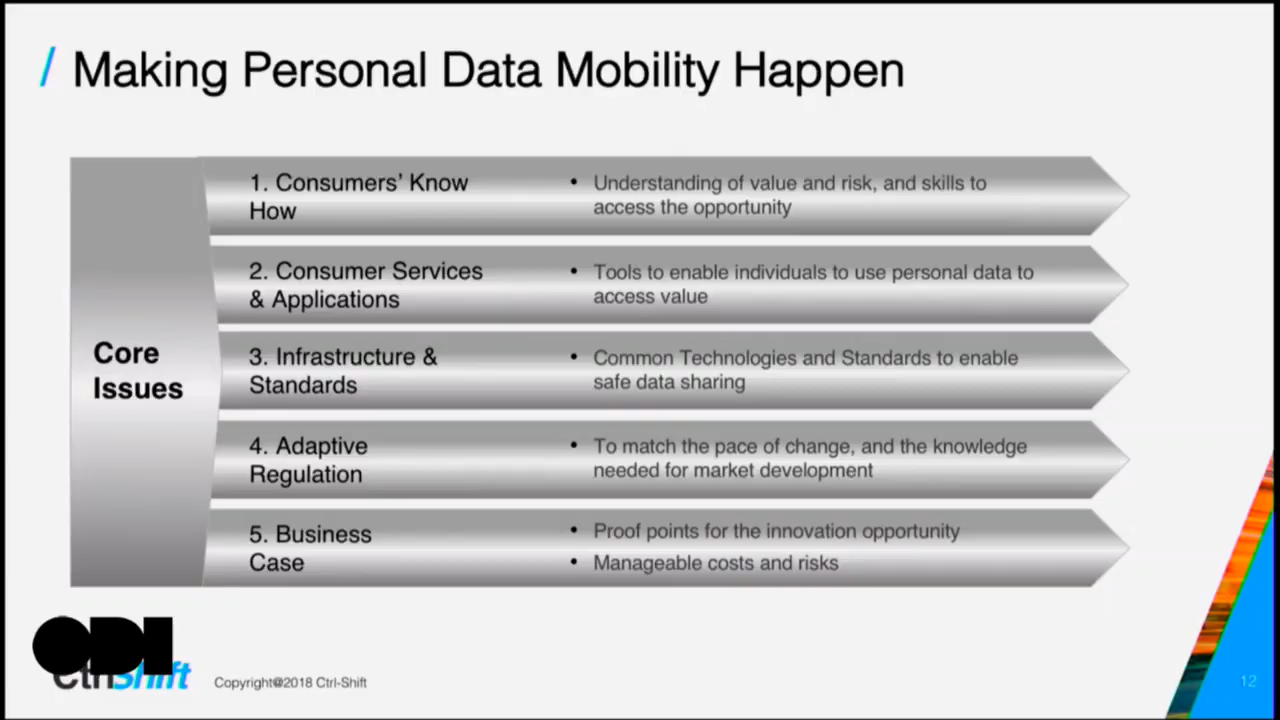 / Making Personal Data Mobility Happen
Core
Issues
1. Consumers’ Know
How
• Understanding of value and risk, and skills to
access the opportunity
2. Consumer Services
& Applications
• Tools to enable individuals to use personal data to
access value
3. Infrastructure &
Standards
• Common Technologies and Standards to enable
safe data sharing
4. Adaptive
Regulation
• To match the pace of change, and the knowledge
needed for market development
5. Business
Case
• Proof points for the innovation opportunity
• Manageable costs and risks
ODI
CtrlShift
Copyright@2018 Ctrl-Shift
12